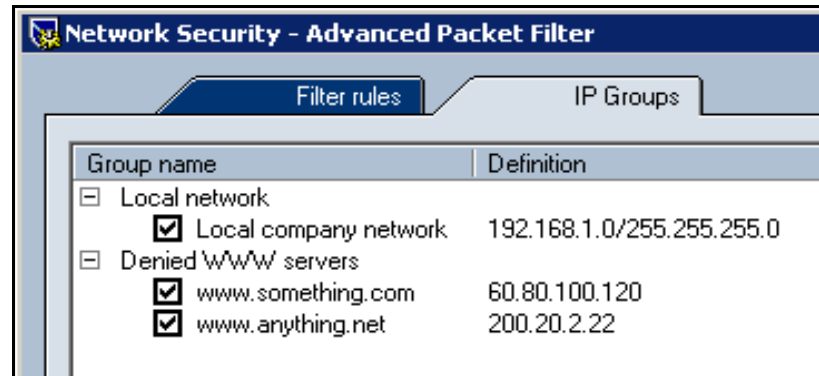 Network Security - Advanced Packet Filter
Filter rules IP Groups
Group name Definition
Local network
Local company network 192.168.1.0/255.255.255.0
Denied WWW servers
www.something.com 60.80.100.120
www.anything.net 200.20.2.22